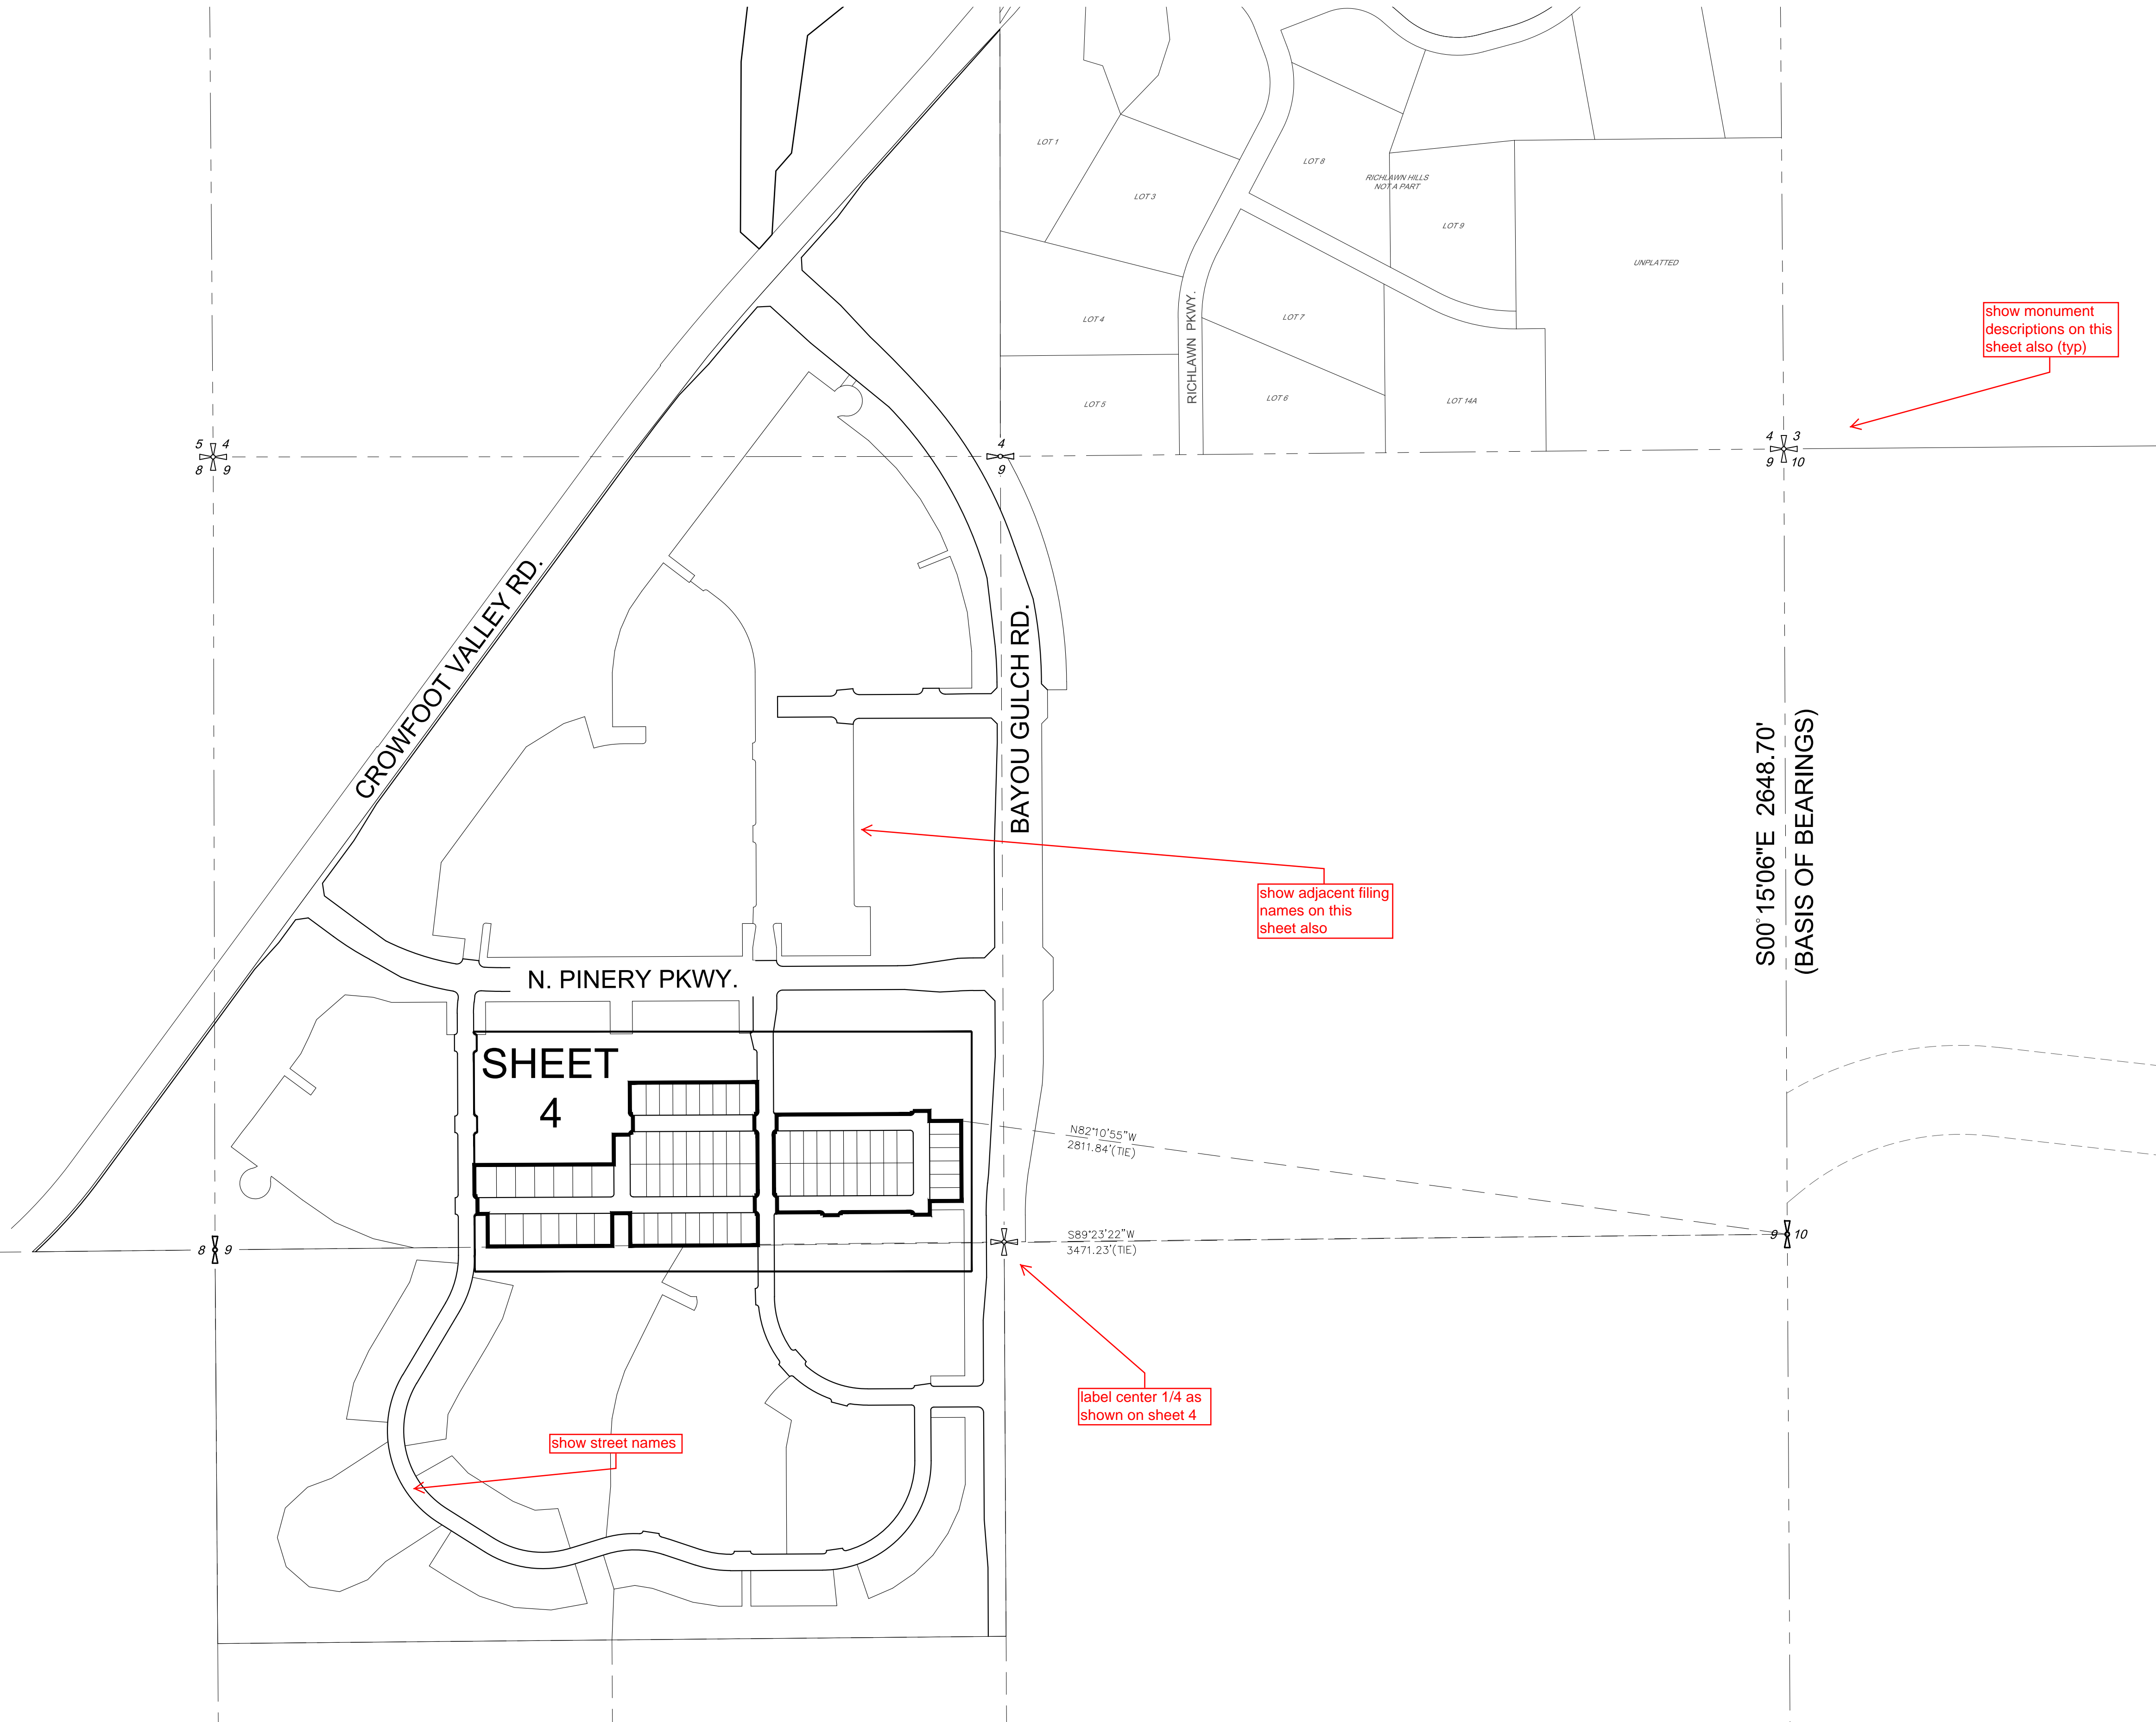 LOT 1
LOT 8
RICHLAWN HILLS
NOT A PART
LOT 3
LOT 9
UNPLATTED
RICHLAWN PKWY.
LOT 4
LOT 7
LOT 5
LOT 6
LOT 14A
show monument
descriptions on this
sheet also (typ)
5 4
8 9
4
9
4 3
9 10
CROWFOOT VALLEY RD.
BAYOU GULCH RD.
S00°15'06"E 2648.70'
(BASIS OF BEARINGS)
show adjacent filing
names on this
sheet also
N. PINERY PKWY.
SHEET
4
N82°10'55"W
2811.84'(TIE)
S89°23'22"W
3471.23'(TIE)
8 9
9 10
label center 1/4 as
shown on sheet 4
show street names